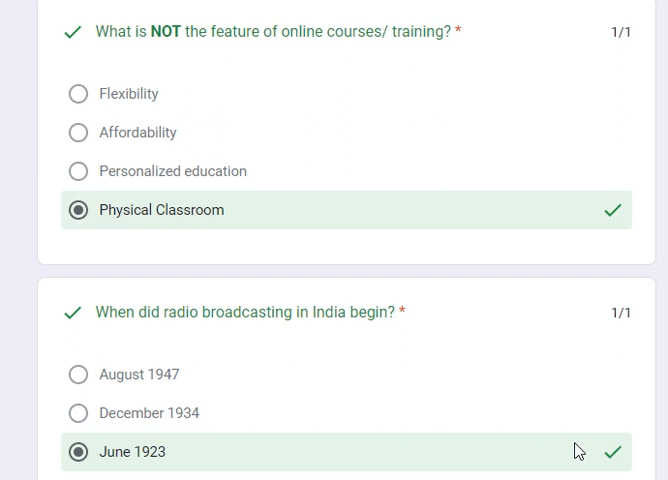 What is NOT the feature of online courses/ training? * 1/1
Flexibility
Affordability
Personalized education
Physical Classroom
When did radio broadcasting in India begin? * 1/1
August 1947
December 1934
June 1923